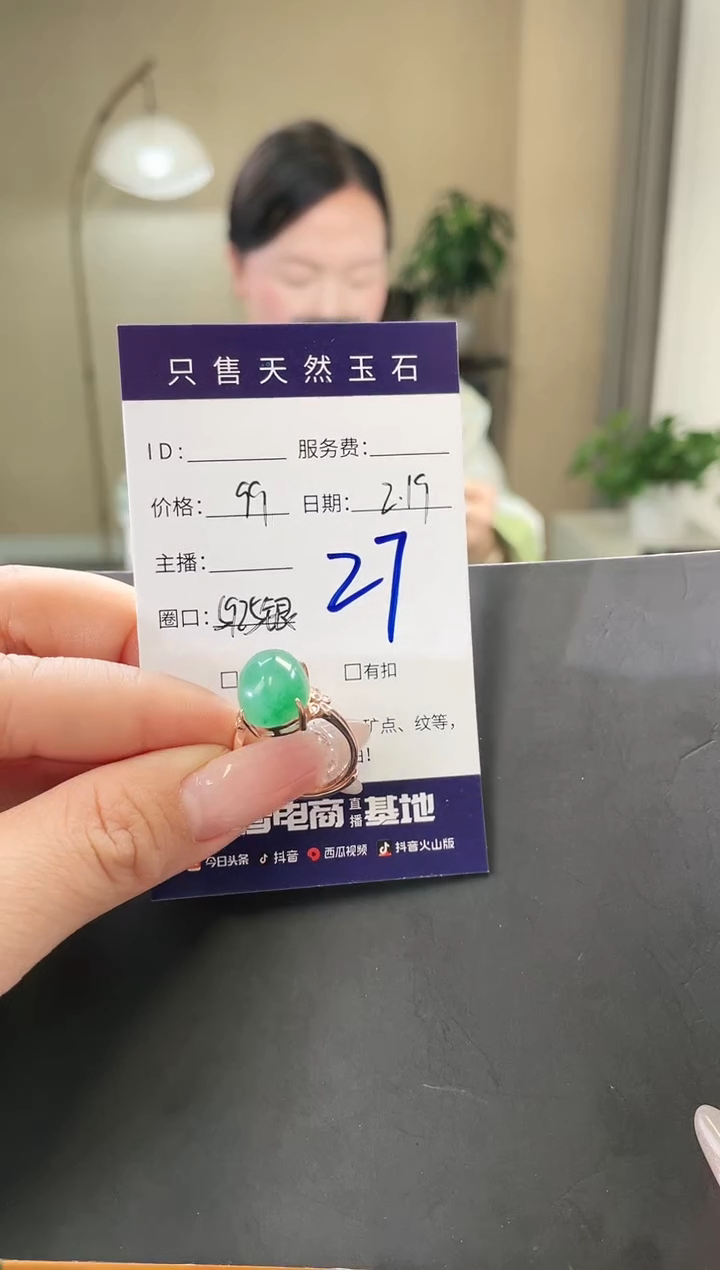 只售天然玉石
ID: 服务费:
价格: 99 日期: 2.19
主播:
27
圈口: 925银
□ □有扣
矿点、纹等,
!
电商直播基地
今日头条 抖音 西瓜视频 抖音火山版